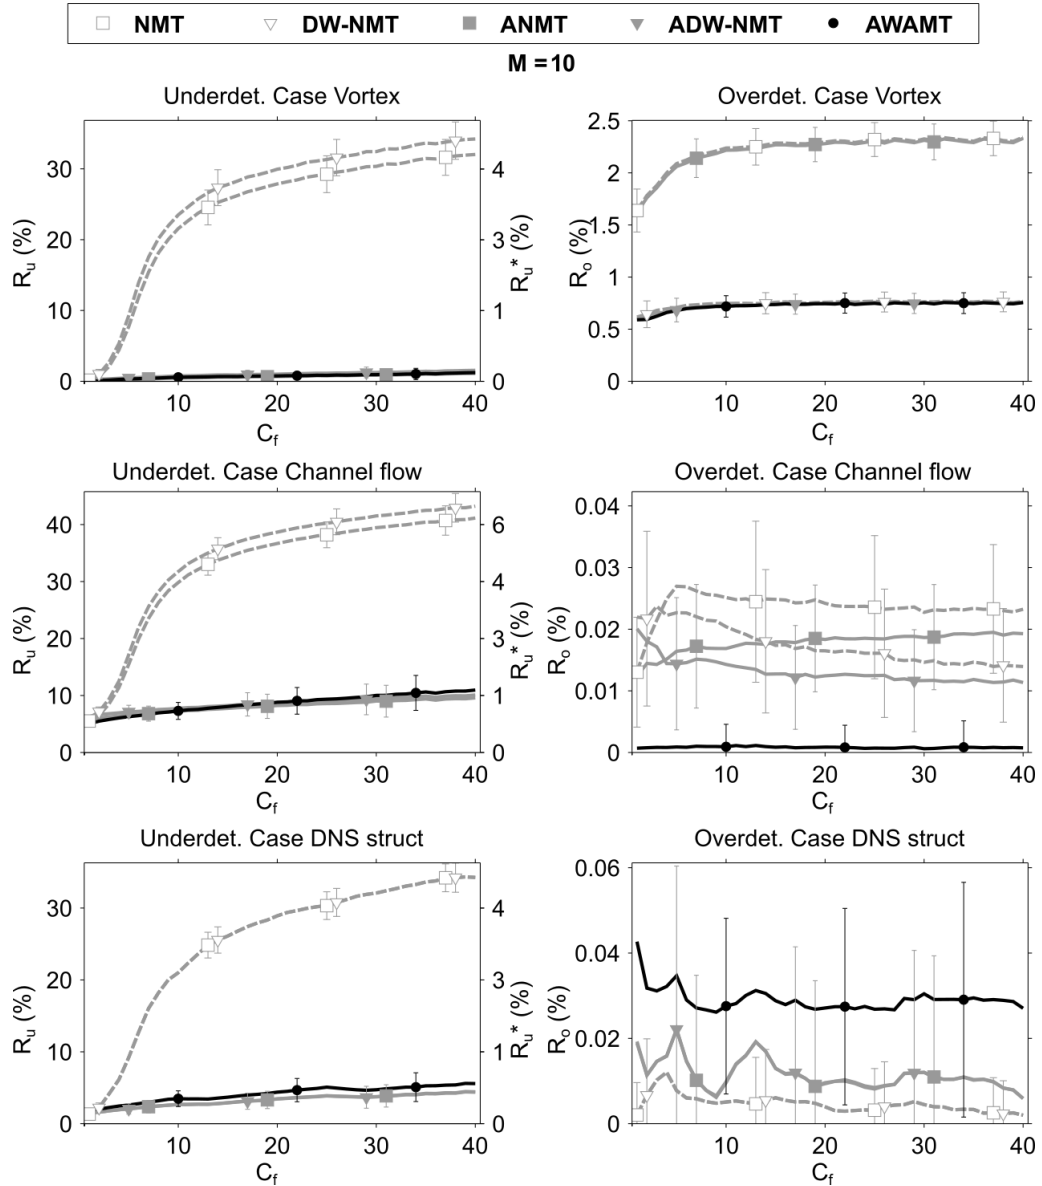 NMT DW-NMT ANMT ADW-NMT AWAMT
M = 10
Underdet. Case Vortex
R_u (%)
30
20
10
0
4
3
1
0
R_u* (%)
10 20 30 40
C_f
Overdet. Case Vortex
R_o (%)
2.5
2
1.5
1
0.5
0
10 20 30 40
C_f
Underdet. Case Channel flow
R_u (%)
40
30
20
10
0
6
4
3
1
0
R_u* (%)
10 20 30 40
C_f
Overdet. Case Channel flow
R_o (%)
0.04
0.03
0.02
0.01
0
10 20 30 40
C_f
Underdet. Case DNS struct
R_u (%)
30
20
10
0
4
3
1
0
R_u* (%)
10 20 30 40
C_f
Overdet. Case DNS struct
R_o (%)
0.06
0.04
0.02
0
10 20 30 40
C_f